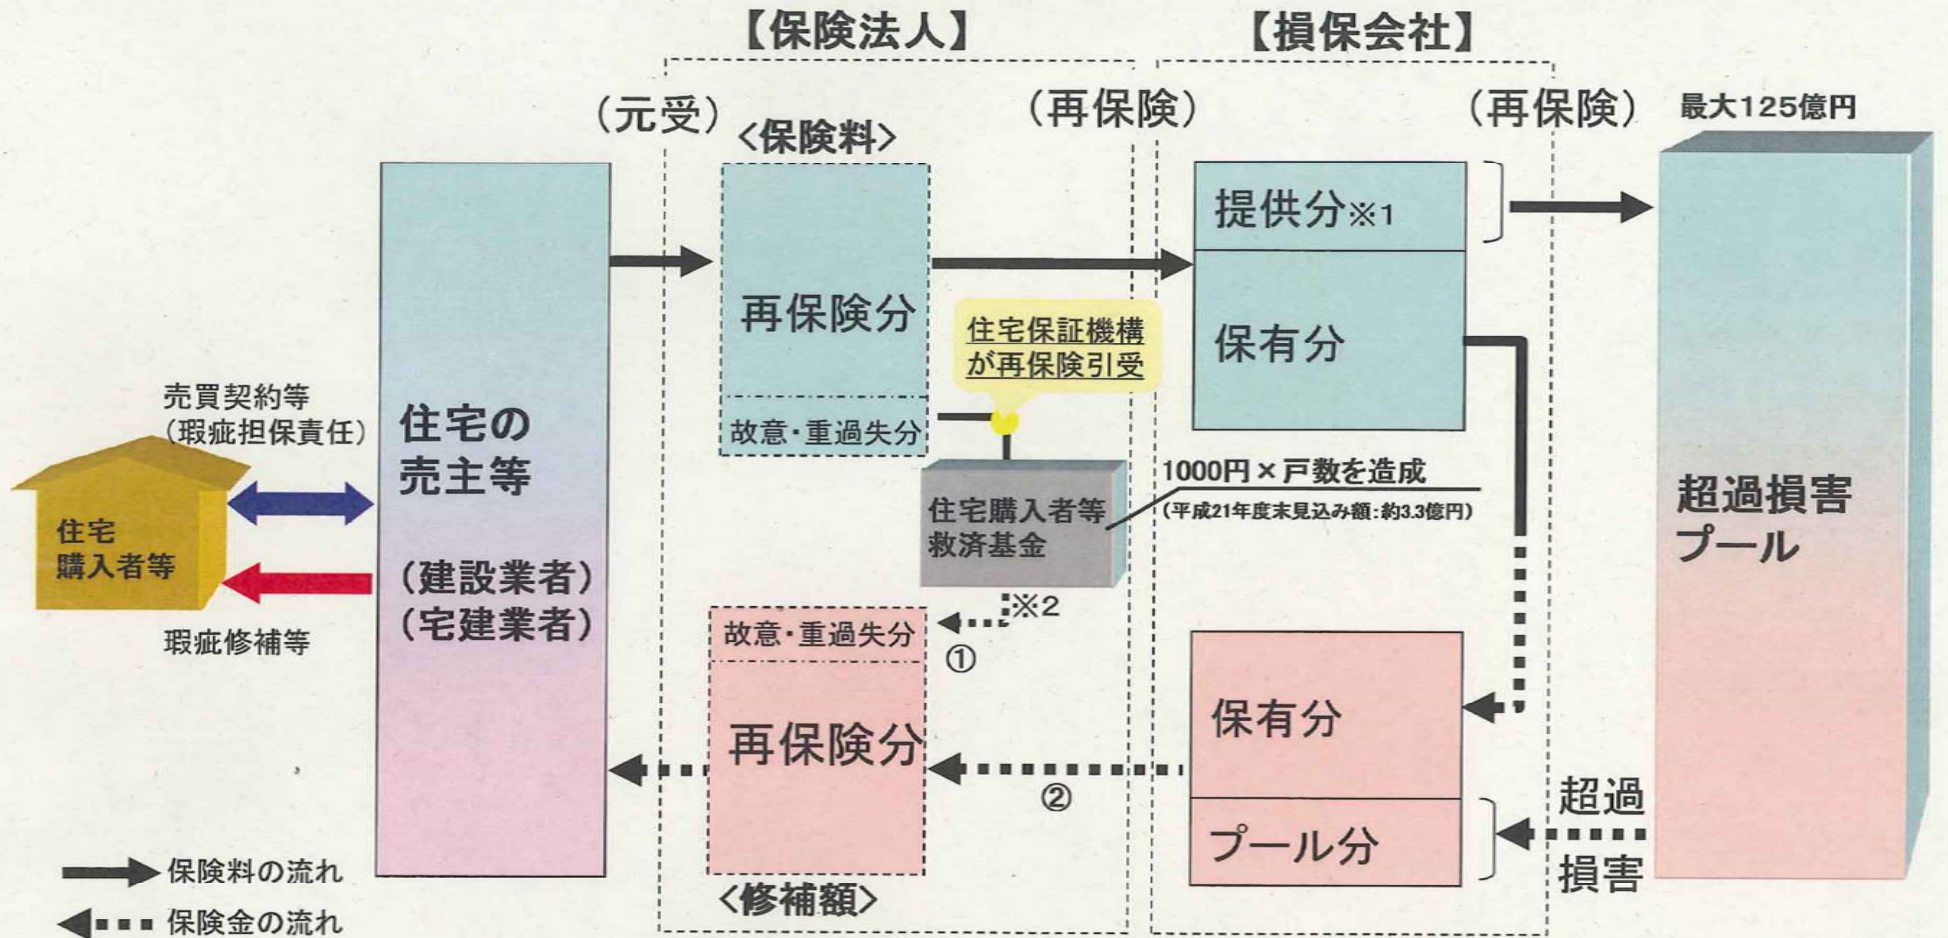 【保険法人】
【損保会社】
(元受)
(再保険)
(再保険)
最大125億円
<保険料>
提供分※1
再保険分
保有分
住宅保証機構
が再保険引受
売買契約等
(瑕疵担保責任)
住宅の
売主等
故意・重過失分
1000円×戸数を造成
(平成21年度末見込み額:約3.3億円)
住宅購入者等
救済基金
超過損害
プール
住宅
購入者等
(建設業者)
(宅建業者)
※2
故意・重過失分
①
瑕疵修補等
再保険分
保有分
②
プール分
超過
損害
<修補額>
保険料の流れ
保険金の流れ